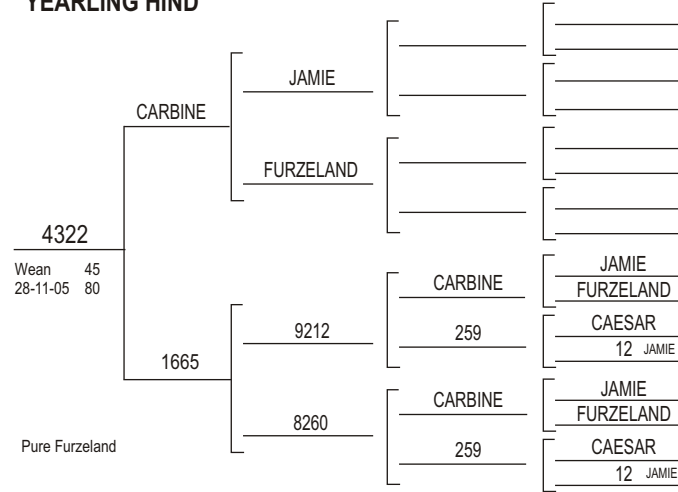 YEARLING HIND
JAMIE
CARBINE
FURZELAND
4322
Wean 45
28-11-05 80
JAMIE
CARBINE
FURZELAND
9212
CAESAR
259
12 JAMIE
1665
JAMIE
CARBINE
FURZELAND
8260
CAESAR
259
12 JAMIE
Pure Furzeland